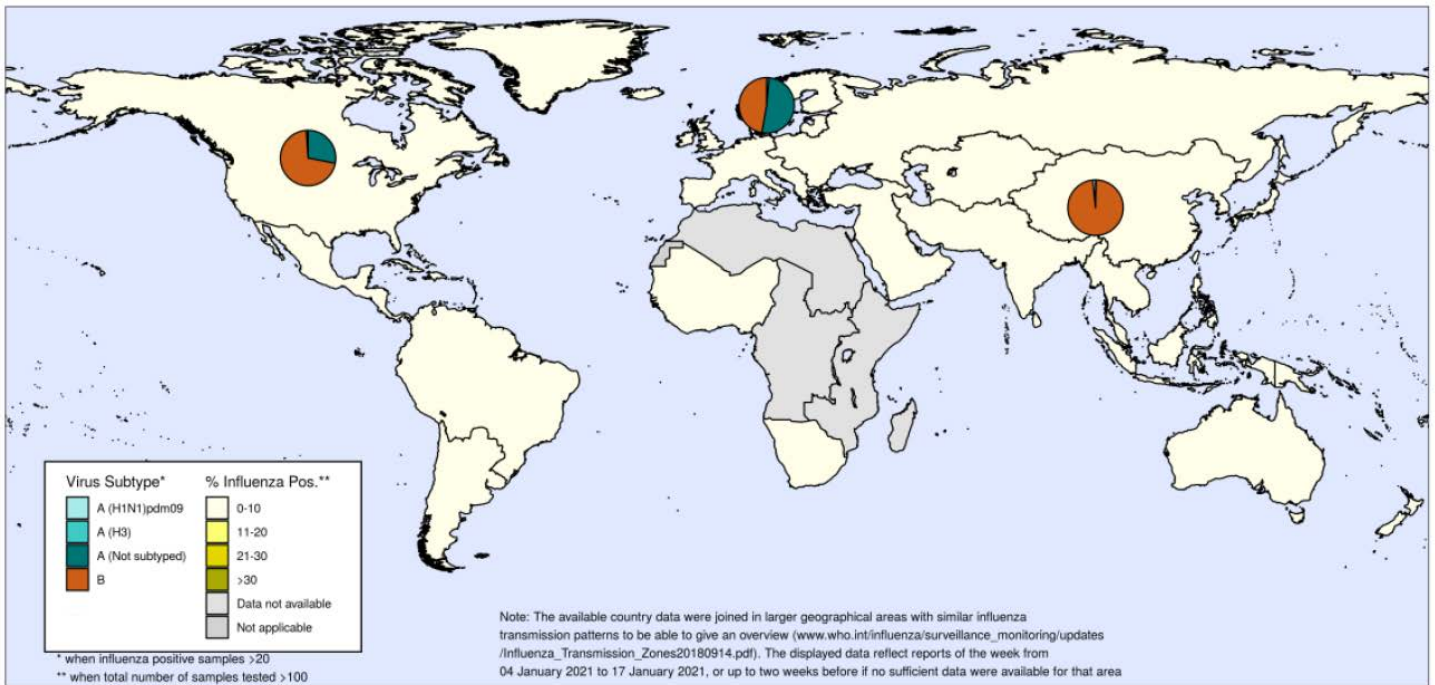 Virus Subtype*
A (H1N1)pdm09
A (H3)
A (Not subtyped)
B
% Influenza Pos.**
0-10
11-20
21-30
>30
Data not available
Not applicable
* when influenza positive samples >20
** when total number of samples tested >100
Note: The available country data were joined in larger geographical areas with similar influenza
transmission patterns to be able to give an overview (www.who.int/influenza/surveillance_monitoring/updates
/Influenza_Transmission_Zones20180914.pdf). The displayed data reflect reports of the week from
04 January 2021 to 17 January 2021, or up to two weeks before if no sufficient data were available for that area